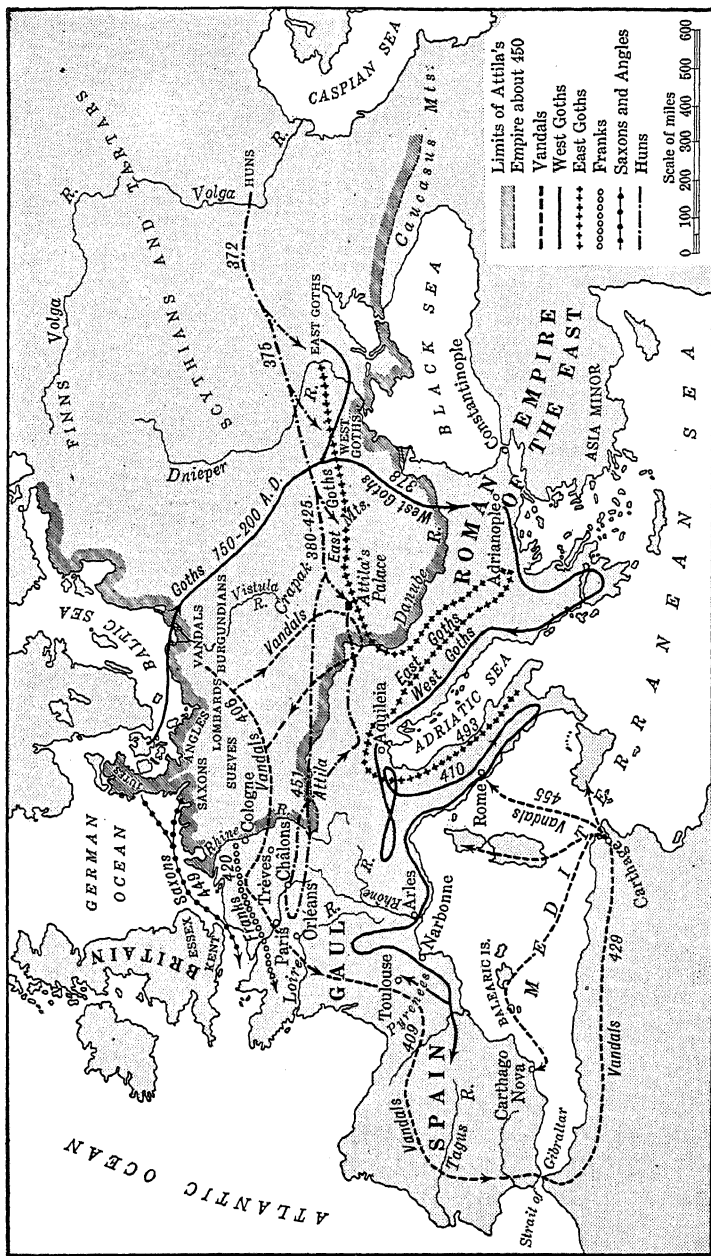 ATLANTIC OCEAN
GERMAN
OCEAN
BRITAIN
ESSEX
KENT
Saxons
449
JUTES
ANGLES
SAXONS
BALTIC SEA
VANDALS
LOMBARDS
BURGUNDIANS
SUEVES
Vistula
R.
Goths 150-200 A.D.
FINNS
Volga
R.
SCYTHIANS AND TARTARS
Volga
R.
HUNS
372
375
Dnieper
R.
EAST GOTHS
WEST
GOTHS
CASPIAN SEA
Caucasus Mts.
BLACK SEA
Constantinople
378
West Goths
East Goths
380-425
Carapak Mts.
Attila's
Palace
Danube R.
Vandals
406
Vandals
451
Attila
Rhine
R.
Cologne
420
Franks
Trèves
Châlons
Paris
Orléans
Loire
R.
GAUL
Rhône
R.
Arles
Narbonne
Toulouse
Pyrenees
409
Vandals
SPAIN
Tagus R.
Carthago
Nova
Strait of Gibraltar
BALEARIC IS.
Vandals
429
Carthage
Vandals
455
Rome
410
493
ADRIATIC SEA
Aquileia
East Goths
West Goths
Adrianople
ROMAN EMPIRE
OF THE EAST
ASIA MINOR
MEDITERRANEAN SEA
Limits of Attila's
Empire about 450
Vandals
West Goths
East Goths
Franks
Saxons and Angles
Huns
Scale of miles
0 100 200 300 400 500 600